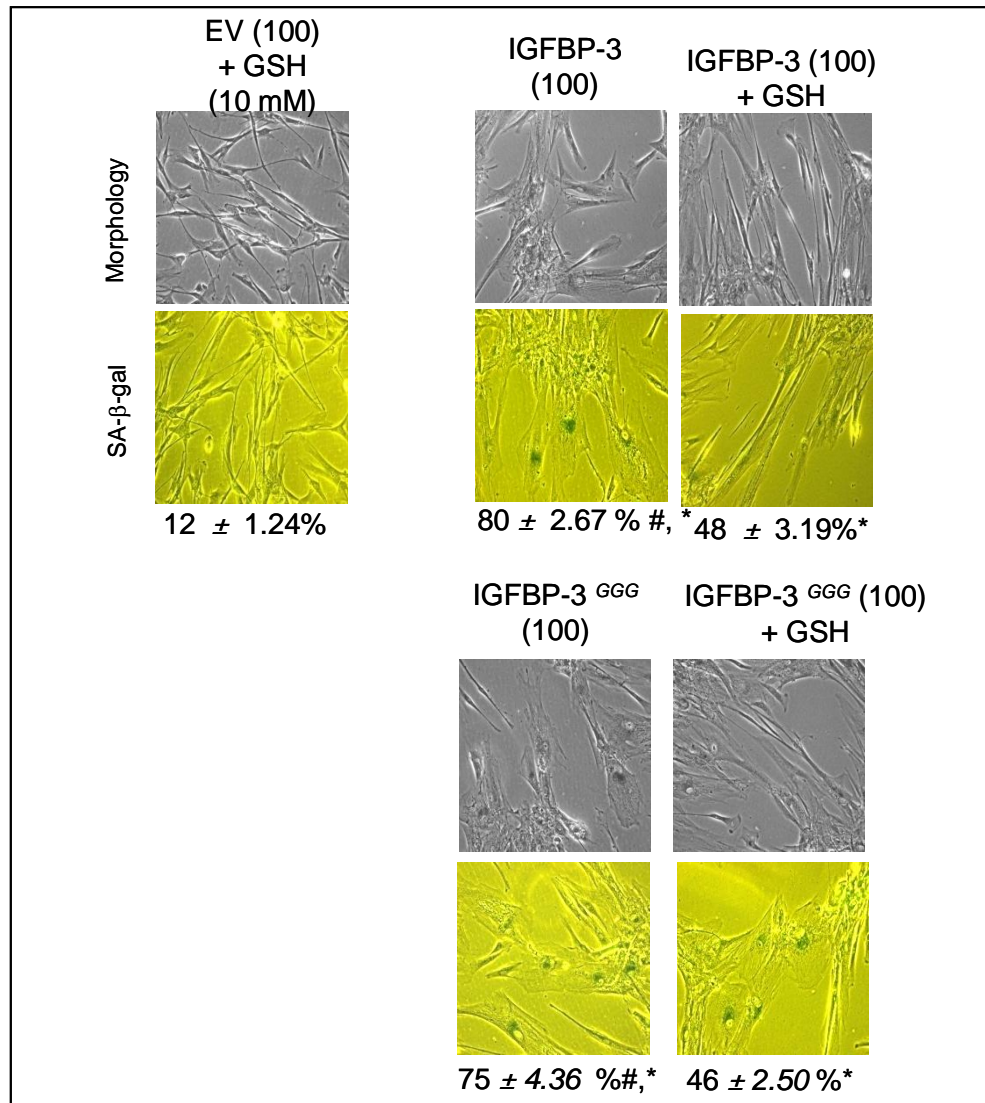 EV (100)
+ GSH
(10 mM)
IGFBP-3
(100)
IGFBP-3 (100)
+ GSH
Morphology
SA-β-gal
12 ± 1.24%
80 ± 2.67 % #, *
48 ± 3.19%*
IGFBP-3 GGG
(100)
IGFBP-3 GGG (100)
+ GSH
75 ± 4.36 %#,*
46 ± 2.50 %*